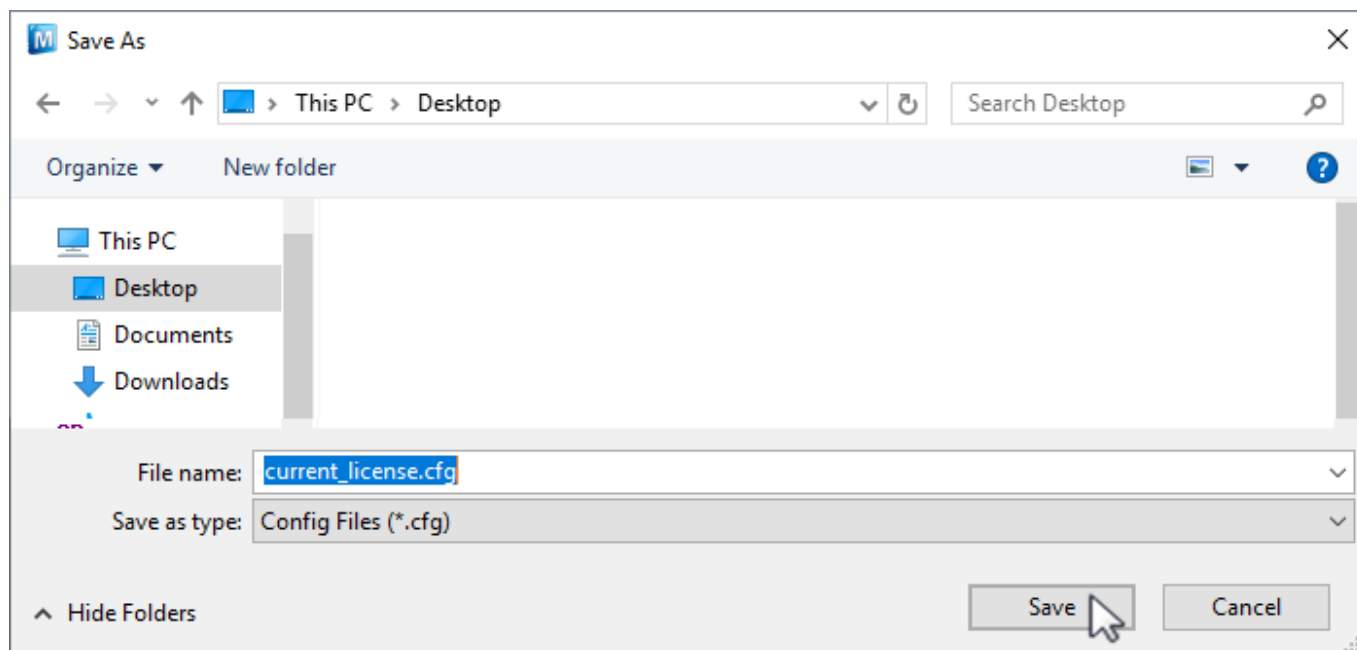 M Save As
This PC > Desktop
Search Desktop
Organize
New folder
?
This PC
Desktop
Documents
Downloads
File name: current_license.cfg
Save as type: Config Files (*.cfg)
Hide Folders
Save
Cancel